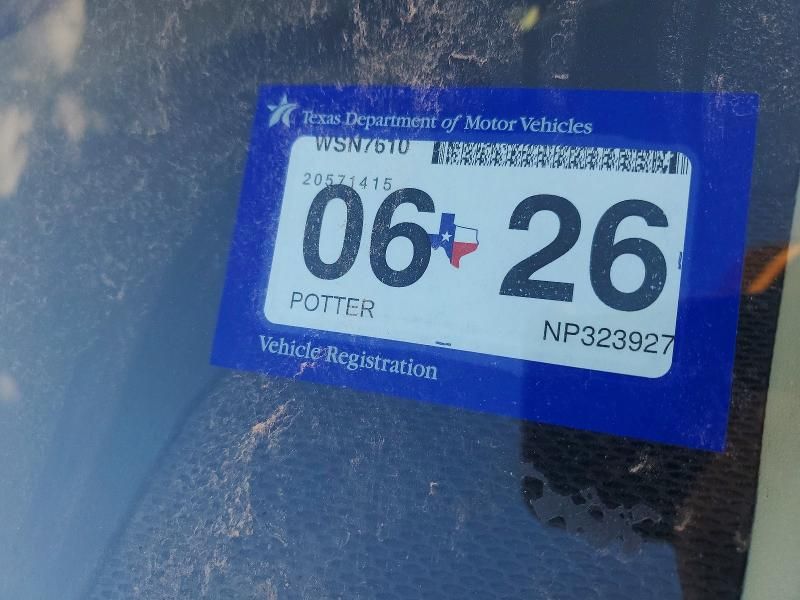 Texas Department of Motor Vehicles
WSN7610
20571415
06 26
POTTER
NP323927
Vehicle Registration